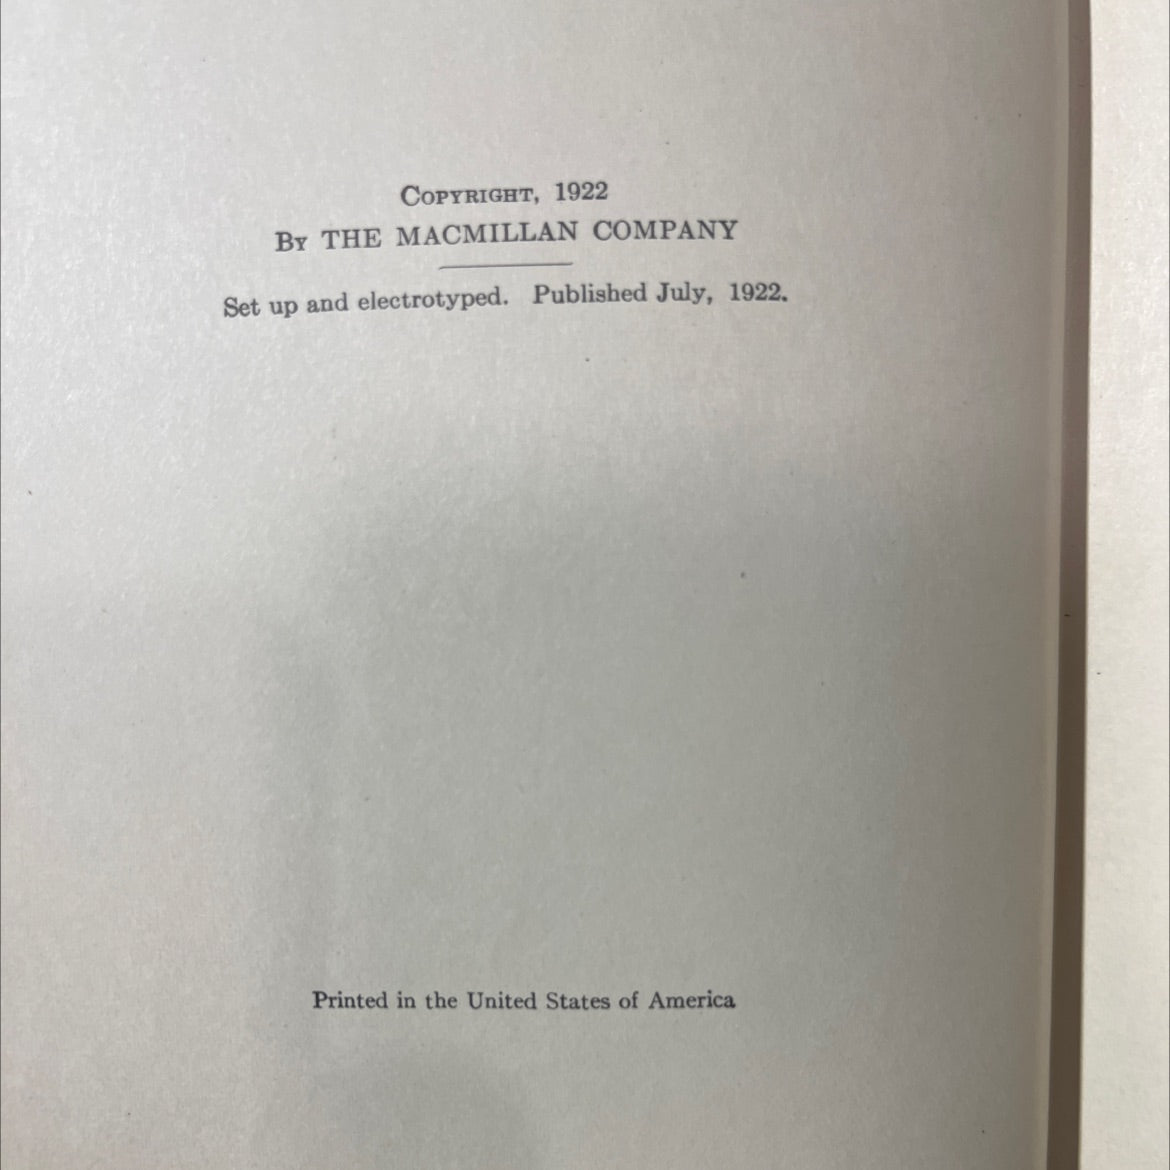 Copyright, 1922
By THE MACMILLAN COMPANY
Set up and electrotyped. Published July, 1922.
Printed in the United States of America